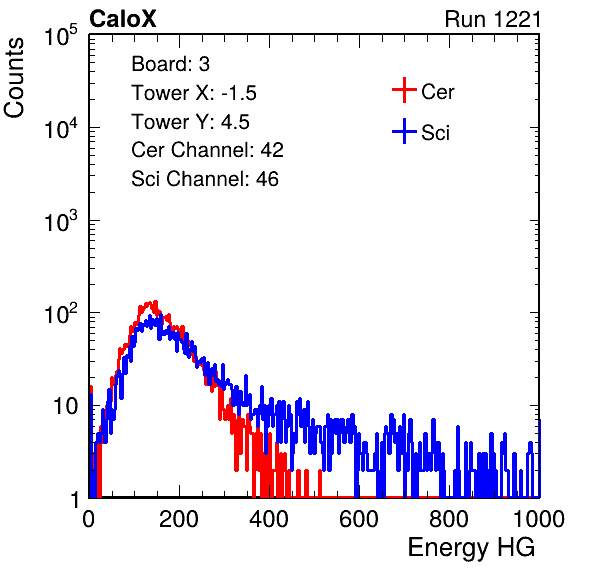 CaloX Run 1221
Counts
Board: 3
Tower X: -1.5
Tower Y: 4.5
Cer Channel: 42
Sci Channel: 46
Cer
Sci
10^5
10^4
10^3
10^2
10
1
0 200 400 600 800 1000
Energy HG